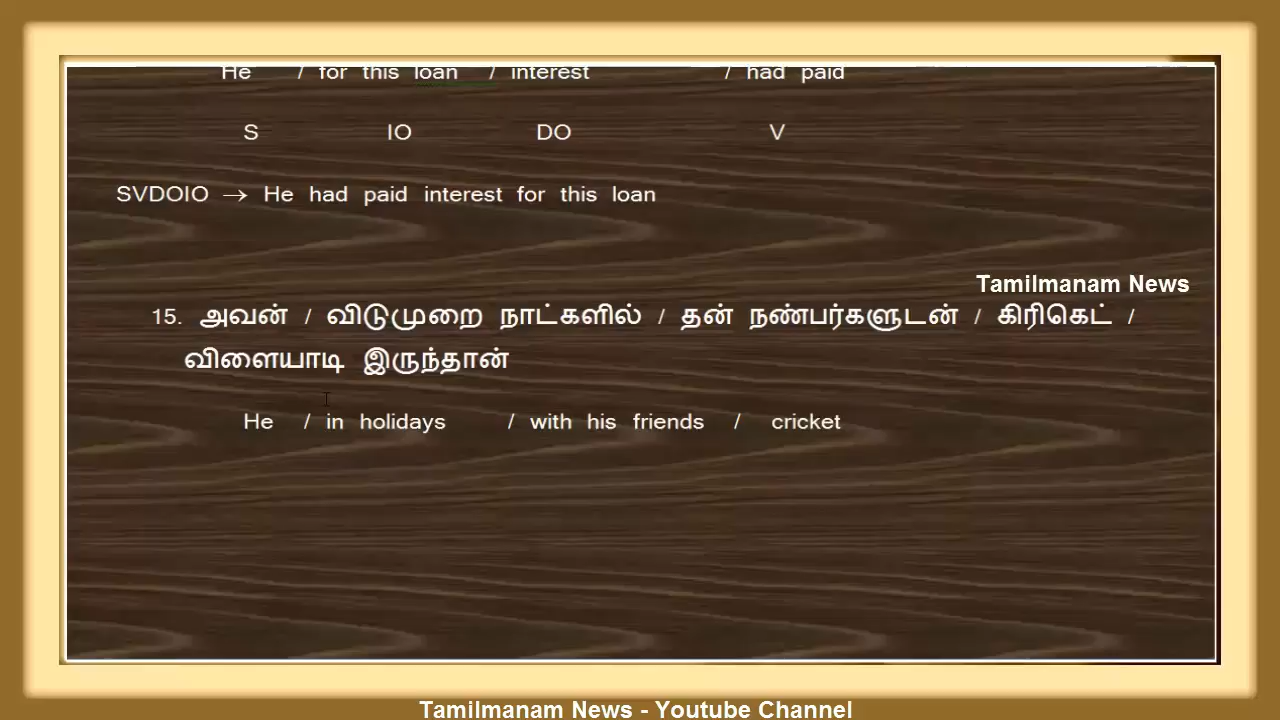 He / for this loan / interest / had paid
S IO DO V
SVDOIO → He had paid interest for this loan
Tamilmanam News
15. அவன் / விடுமுறை நாட்களில் / தன் நண்பர்களுடன் / கிரிகெட் /
விளையாடி இருந்தான்
He / in holidays / with his friends / cricket
Tamilmanam News - Youtube Channel